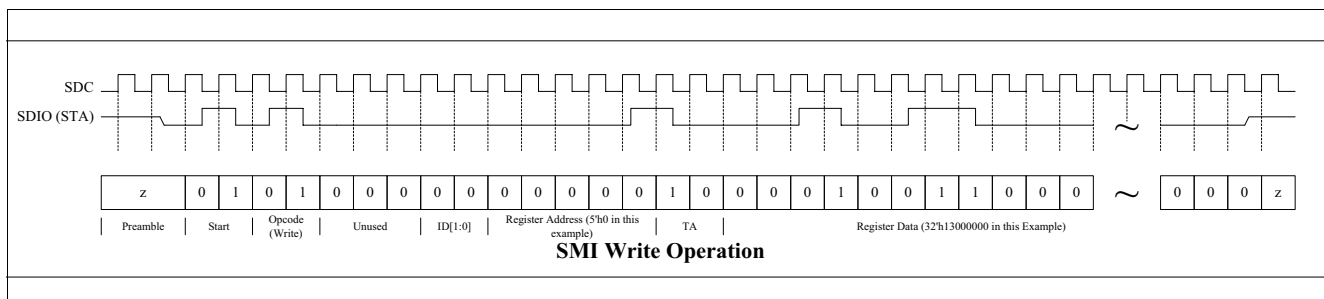 SDC
SDIO (STA)
~
z 0 1 0 1 0 0 0 0 0 0 0 0 0 0 1 0 0 0 0 1 0 0 1 1 0 0 0 ~ 0 0 0 z
Preamble
Start
Opcode
(Write)
Unused
ID[1:0]
Register Address (5'h0 in this
example)
TA
Register Data (32'h13000000 in this Example)
SMI Write Operation